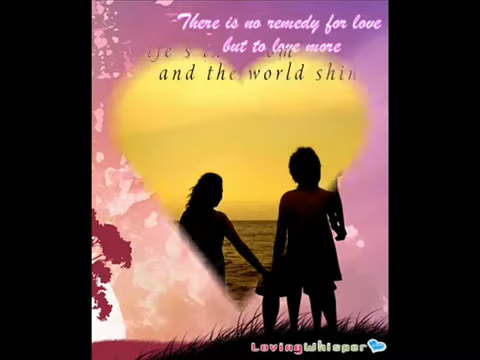 There is no remedy for love
but to love more
and the world shin
LovingWhisper